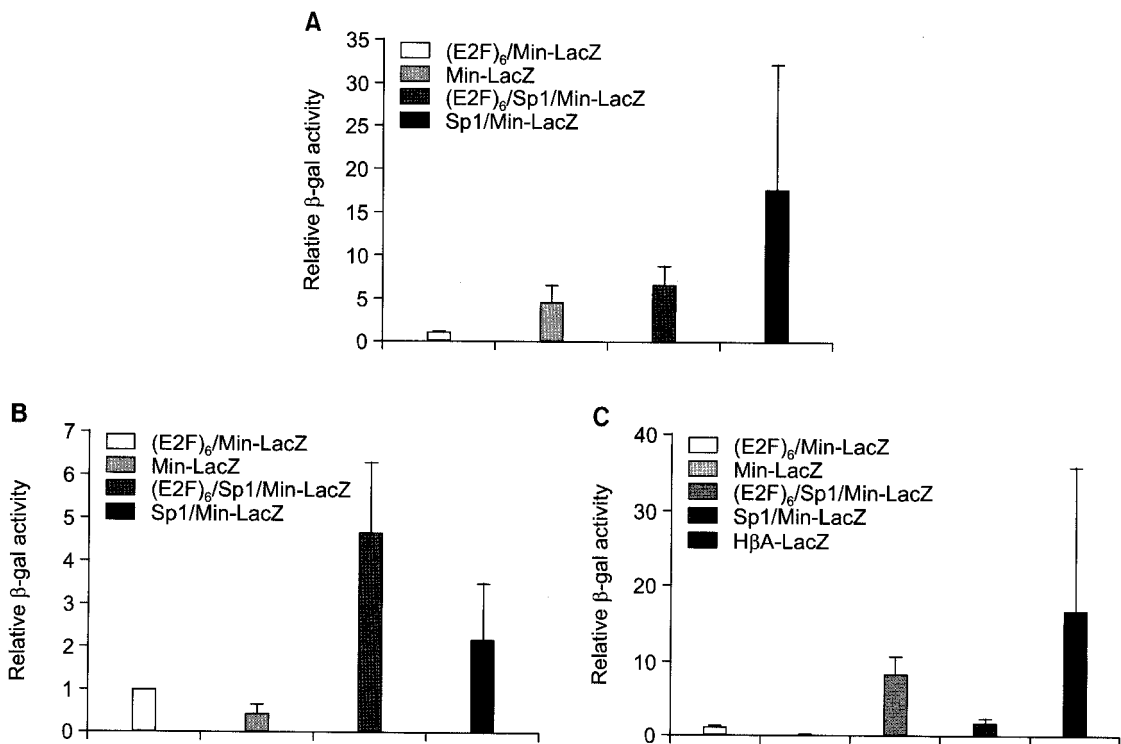 A
35
30
25
20
15
10
5
0
Relative β-gal activity
(E2F)₆/Min-LacZ
Min-LacZ
(E2F)₆/Sp1/Min-LacZ
Sp1/Min-LacZ
B
7
6
5
4
3
2
1
0
Relative β-gal activity
(E2F)₆/Min-LacZ
Min-LacZ
(E2F)₆/Sp1/Min-LacZ
Sp1/Min-LacZ
C
40
30
20
10
0
Relative β-gal activity
(E2F)₆/Min-LacZ
Min-LacZ
(E2F)₆/Sp1/Min-LacZ
Sp1/Min-LacZ
HβA-LacZ